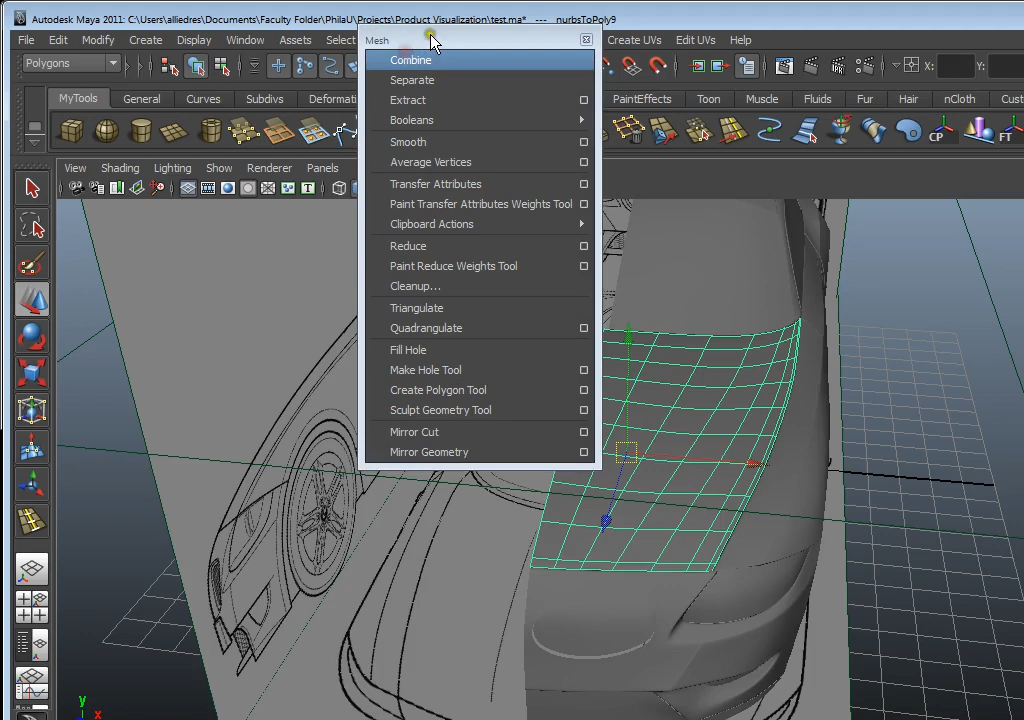 Autodesk Maya 2011: C:\Users\alliedres\Documents\Faculty Folder\PhilaU\Projects\Product Visualization\test.ma* --- nurbsToPoly9
File Edit Modify Create Display Window Assets Select Create UVs Edit UVs Help
Mesh
Polygons X: Y:
MyTools General Curves Subdivs Deformati PaintEffects Toon Muscle Fluids Fur Hair nCloth Cust
CP FT
View Shading Lighting Show Renderer Panels
T
Combine
Separate
Extract
Booleans
Smooth
Average Vertices
Transfer Attributes
Paint Transfer Attributes Weights Tool
Clipboard Actions
Reduce
Paint Reduce Weights Tool
Cleanup...
Triangulate
Quadrangulate
Fill Hole
Make Hole Tool
Create Polygon Tool
Sculpt Geometry Tool
Mirror Cut
Mirror Geometry
y
x